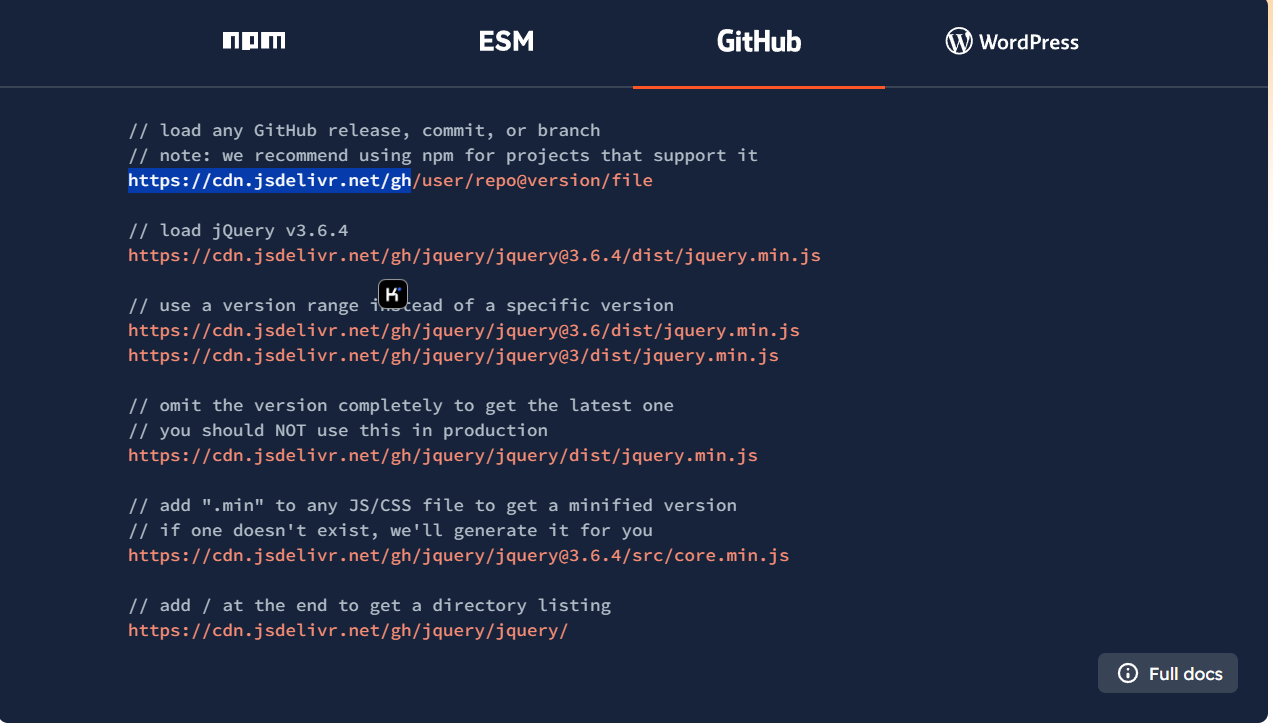 npm
ESM
GitHub
WordPress
// load any GitHub release, commit, or branch
// note: we recommend using npm for projects that support it
https://cdn.jsdelivr.net/gh/user/repo@version/file
// load jQuery v3.6.4
https://cdn.jsdelivr.net/gh/jquery/jquery@3.6.4/dist/jquery.min.js
// use a version range instead of a specific version
https://cdn.jsdelivr.net/gh/jquery/jquery@3.6/dist/jquery.min.js
https://cdn.jsdelivr.net/gh/jquery/jquery@3/dist/jquery.min.js
// omit the version completely to get the latest one
// you should NOT use this in production
https://cdn.jsdelivr.net/gh/jquery/jquery/dist/jquery.min.js
// add ".min" to any JS/CSS file to get a minified version
// if one doesn't exist, we'll generate it for you
https://cdn.jsdelivr.net/gh/jquery/jquery@3.6.4/src/core.min.js
// add / at the end to get a directory listing
https://cdn.jsdelivr.net/gh/jquery/jquery/
Full docs